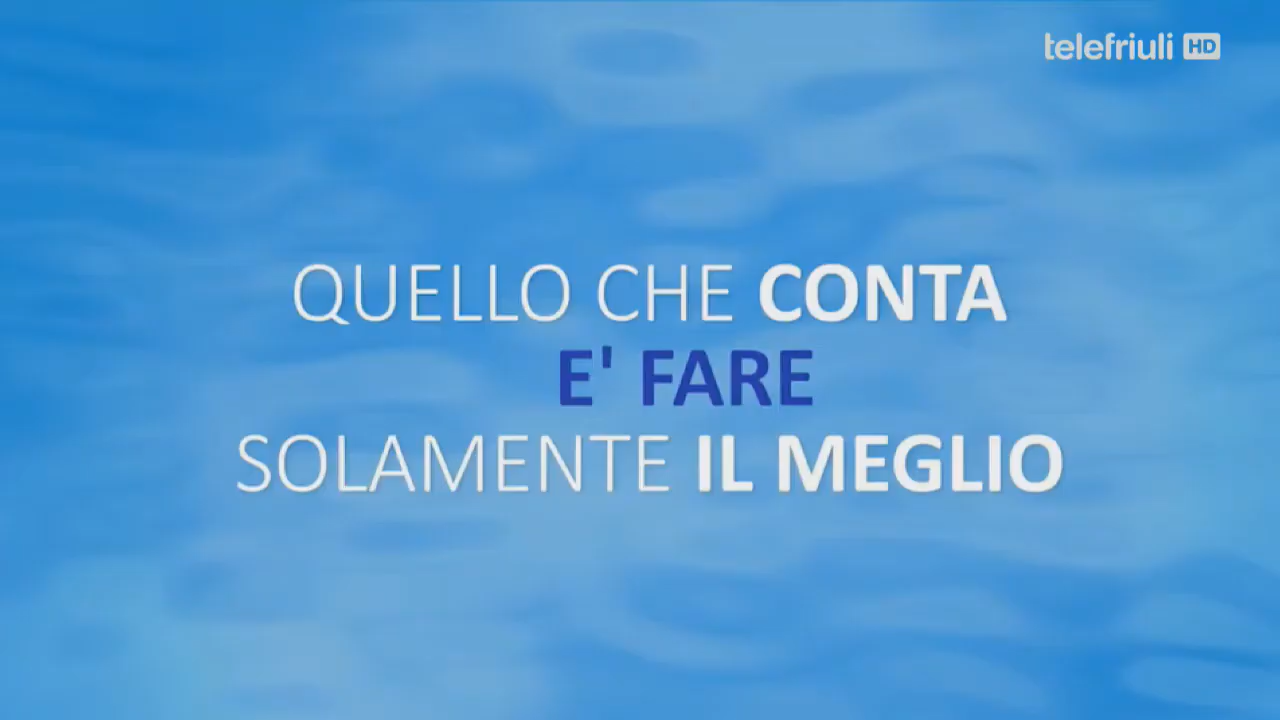 telefriuli HD
QUELLO CHE CONTA
E' FARE
SOLAMENTE IL MEGLIO